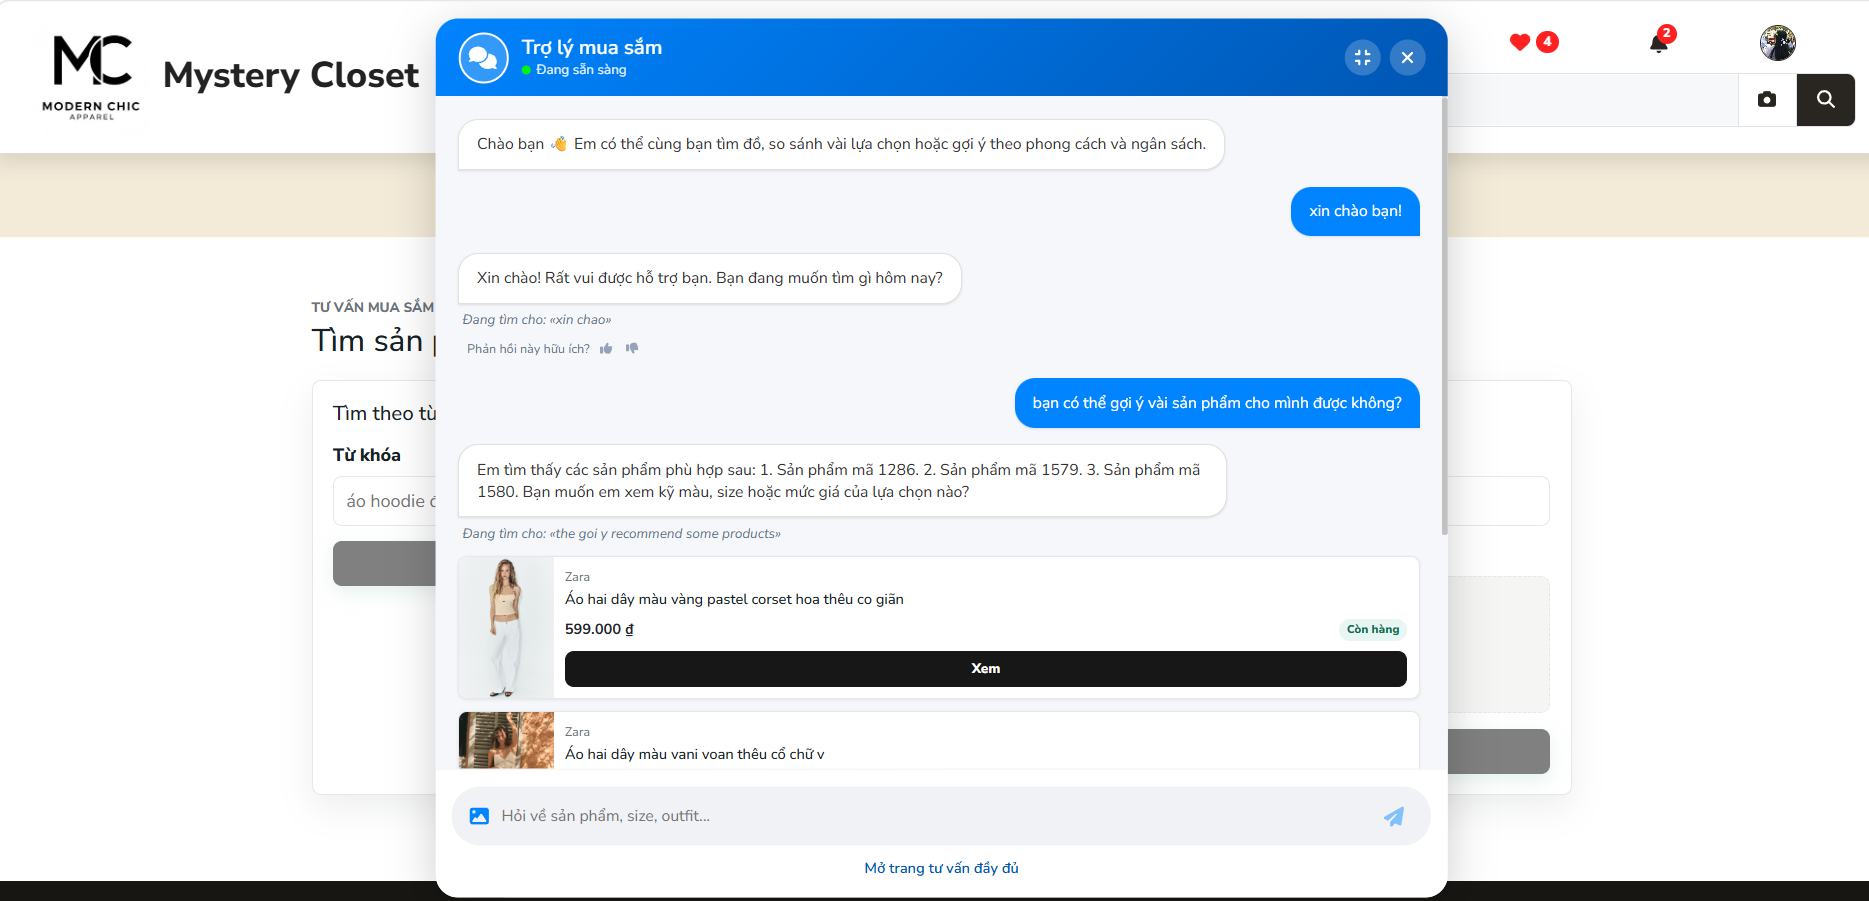 MC
MODERN CHIC
APPAREL
Mystery Closet
4
2
Trợ lý mua sắm
Đang sẵn sàng
Chào bạn 👋 Em có thể cùng bạn tìm đồ, so sánh vài lựa chọn hoặc gợi ý theo phong cách và ngân sách.
xin chào bạn!
Xin chào! Rất vui được hỗ trợ bạn. Bạn đang muốn tìm gì hôm nay?
Đang tìm cho: «xin chao»
Phản hồi này hữu ích?
bạn có thể gợi ý vài sản phẩm cho mình được không?
Em tìm thấy các sản phẩm phù hợp sau: 1. Sản phẩm mã 1286. 2. Sản phẩm mã 1579. 3. Sản phẩm mã
1580. Bạn muốn em xem kỹ màu, size hoặc mức giá của lựa chọn nào?
Đang tìm cho: «the goi y recommend some products»
Zara
Áo hai dây màu vàng pastel corset hoa thêu co giãn
599.000 ₫
Còn hàng
Xem
Zara
Áo hai dây màu vani voan thêu cổ chữ v
Hỏi về sản phẩm, size, outfit...
Mở trang tư vấn đầy đủ
TƯ VẤN MUA SẮM
Tìm sản
Tìm theo từ
Từ khóa
áo hoodie